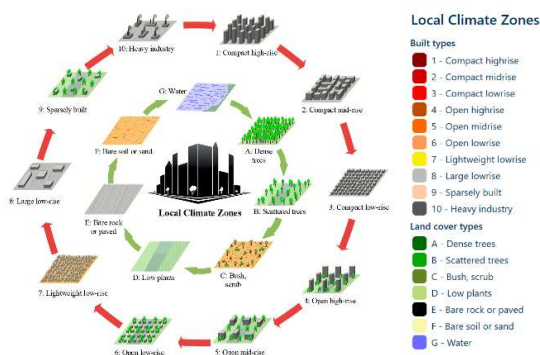 10: Heavy industry
1: Compact high-rise
2: Compact mid-rise
3: Compact low-rise
4: Open high-rise
5: Open mid-rise
6: Open low-rise
7: Lightweight low-rise
8: Large low-rise
9: Sparsely built
G: Water
A: Dense
trees
B: Scattered trees
C: Bush,
scrub
D: Low plants
E: Bare rock
or paved
F: Bare soil or sand
Local Climate Zones
Local Climate Zones
Built types
1 - Compact highrise
2 - Compact midrise
3 - Compact lowrise
4 - Open highrise
5 - Open midrise
6 - Open lowrise
7 - Lightweight lowrise
8 - Large lowrise
9 - Sparsely built
10 - Heavy industry
Land cover types
A - Dense trees
B - Scattered trees
C - Bush, scrub
D - Low plants
E - Bare rock or paved
F - Bare soil or sand
G - Water